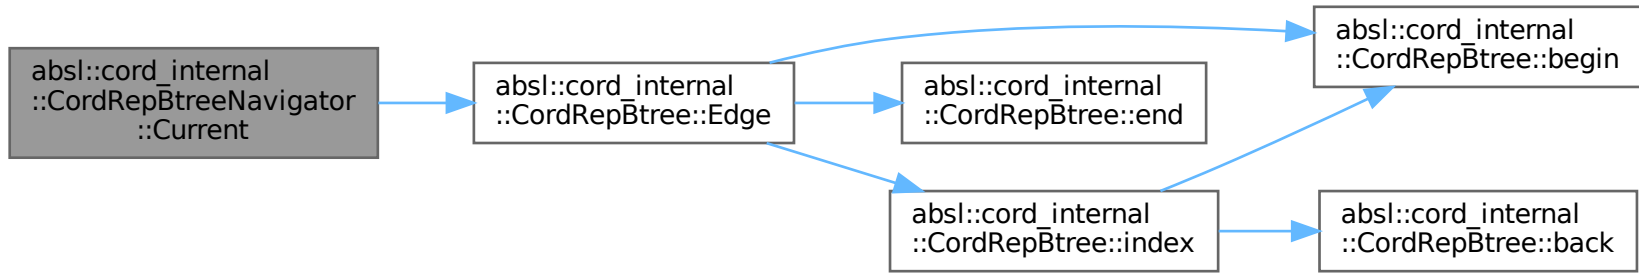 absl::cord_internal
::CordRepBtreeNavigator
::Current
absl::cord_internal
::CordRepBtree::Edge
absl::cord_internal
::CordRepBtree::begin
absl::cord_internal
::CordRepBtree::end
absl::cord_internal
::CordRepBtree::index
absl::cord_internal
::CordRepBtree::back